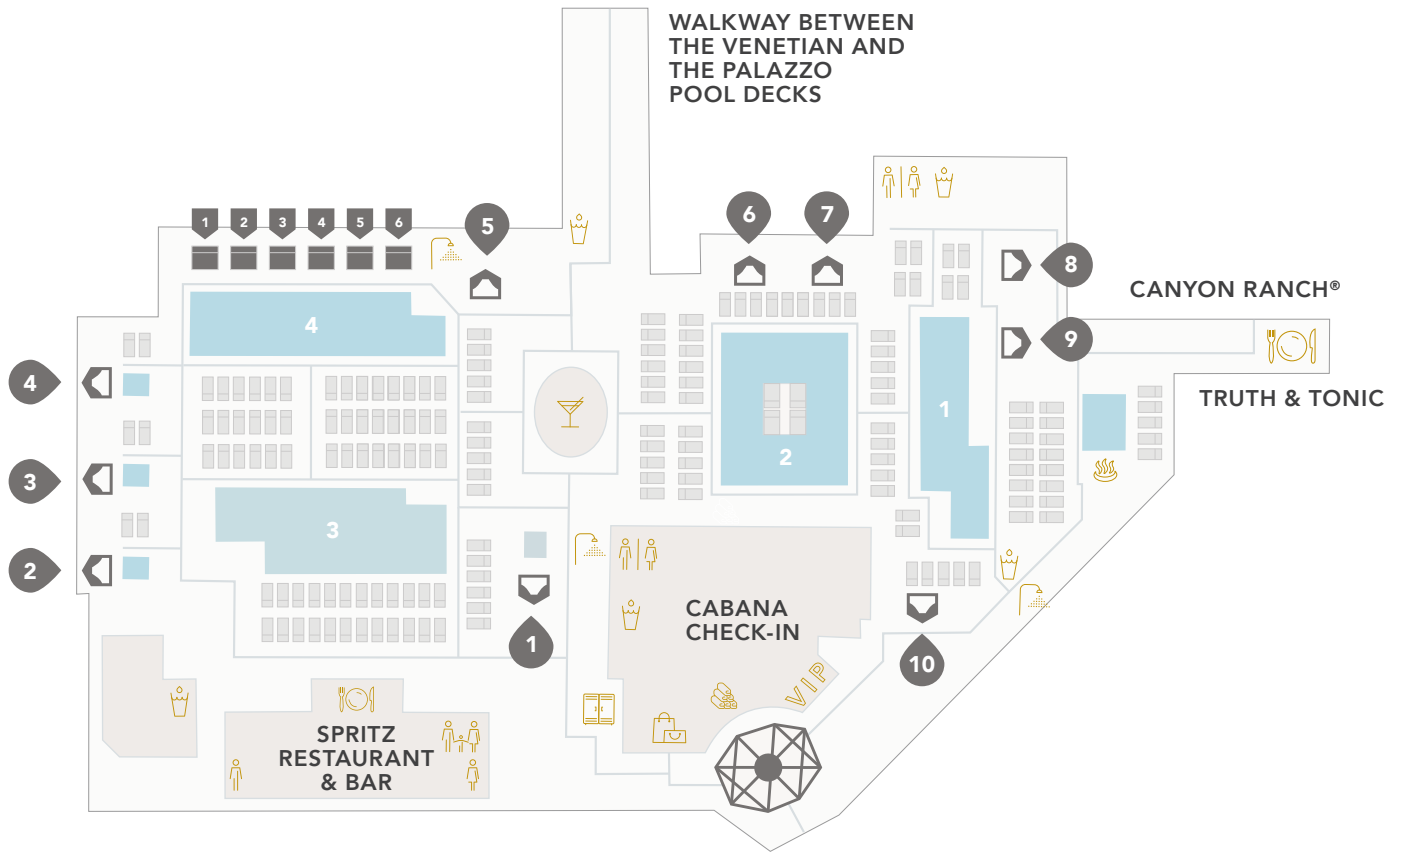 WALKWAY BETWEEN
THE VENETIAN AND
THE PALAZZO
POOL DECKS
1 2 3 4 5 6
5
6
7
8
CANYON RANCH®
9
4
1
4
TRUTH & TONIC
2
3
3
2
CABANA
CHECK-IN
1
10
VIP
SPRITZ
RESTAURANT
& BAR